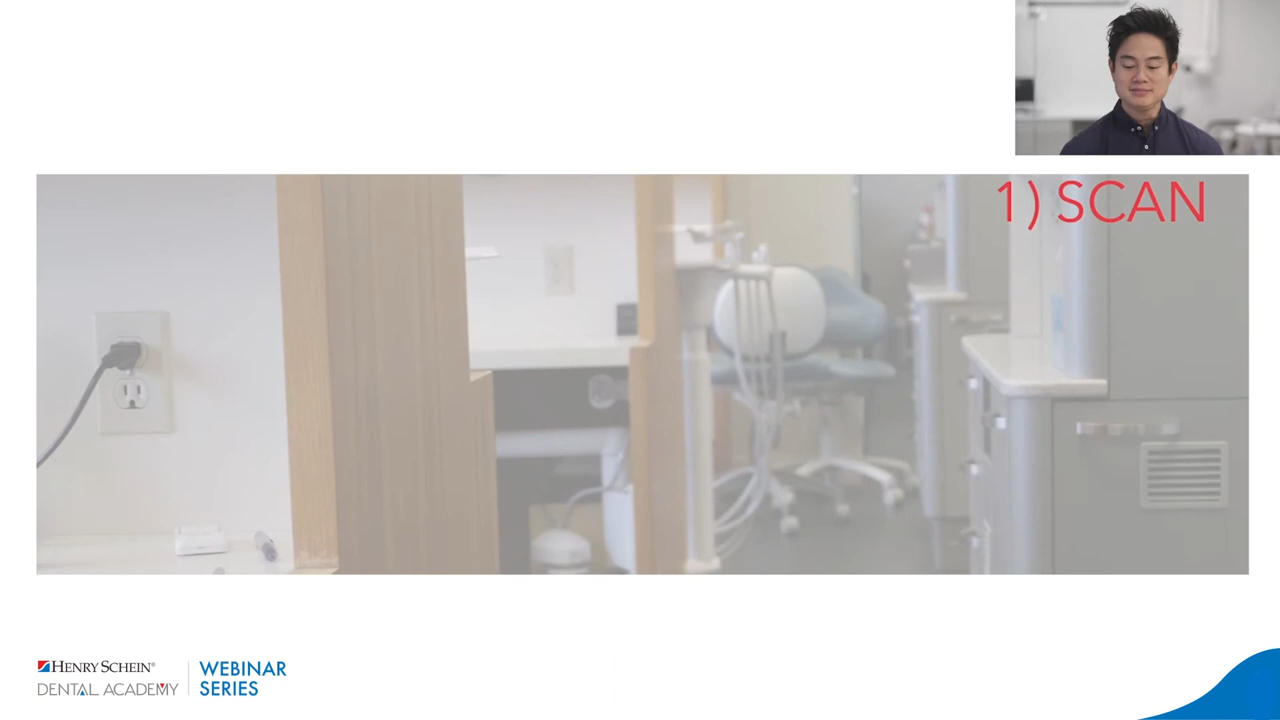 1) SCAN
HENRY SCHEIN®
DENTAL ACADEMY
WEBINAR
SERIES